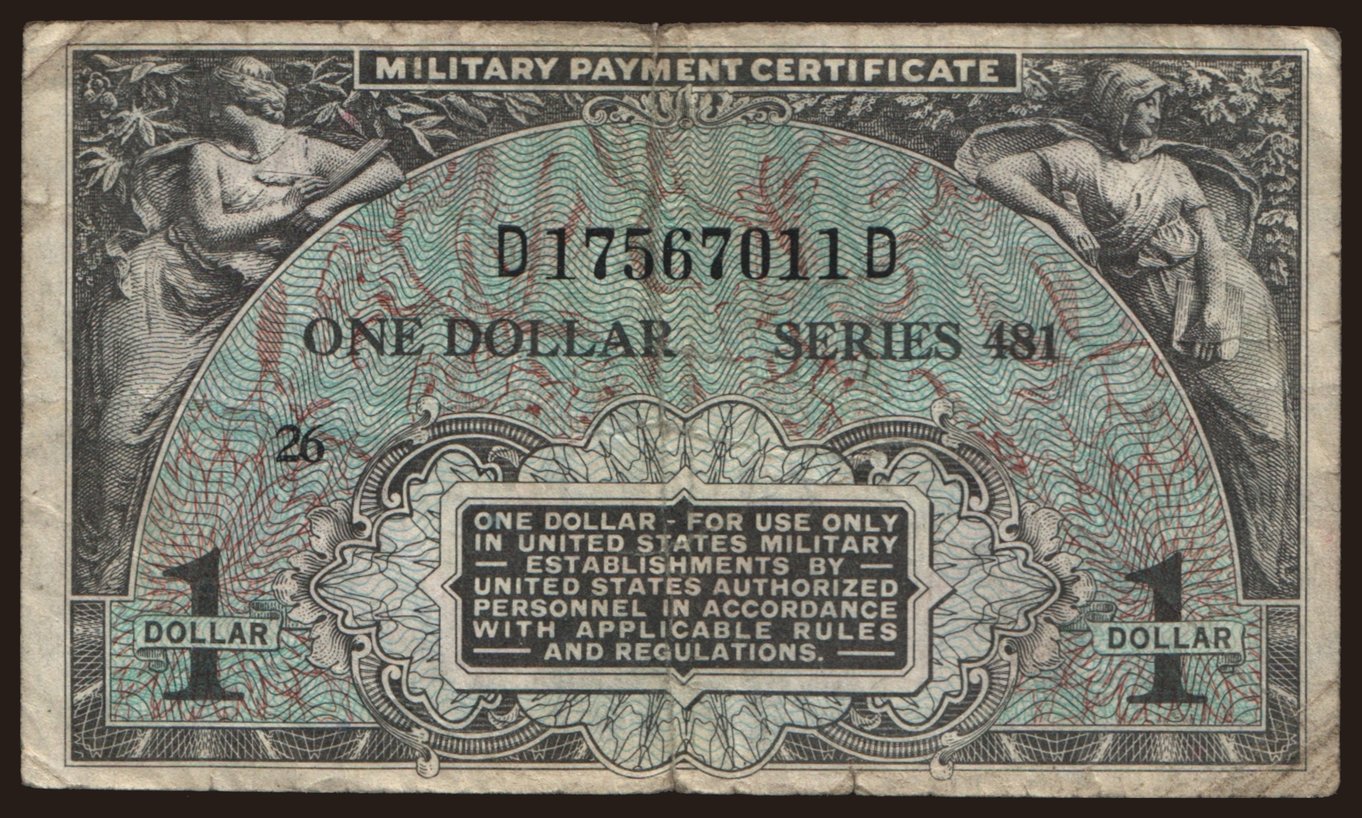 MILITARY PAYMENT CERTIFICATE
D17567011D
ONE DOLLAR SERIES 481
26
ONE DOLLAR - FOR USE ONLY
IN UNITED STATES MILITARY
— ESTABLISHMENTS BY —
UNITED STATES AUTHORIZED
PERSONNEL IN ACCORDANCE
WITH APPLICABLE RULES
— AND REGULATIONS. —
1 DOLLAR
1 DOLLAR